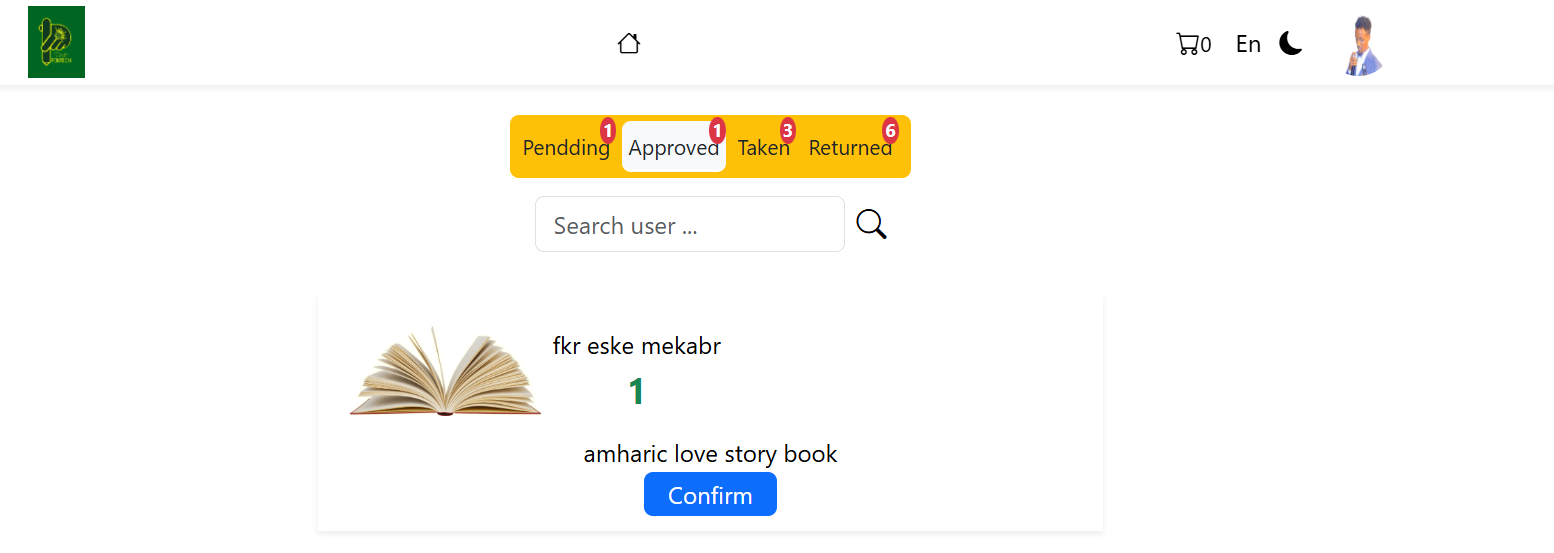 0 En
Pendding 1 Approved 1 Taken 3 Returned 6
Search user ...
fkr eske mekabr
1
amharic love story book
Confirm